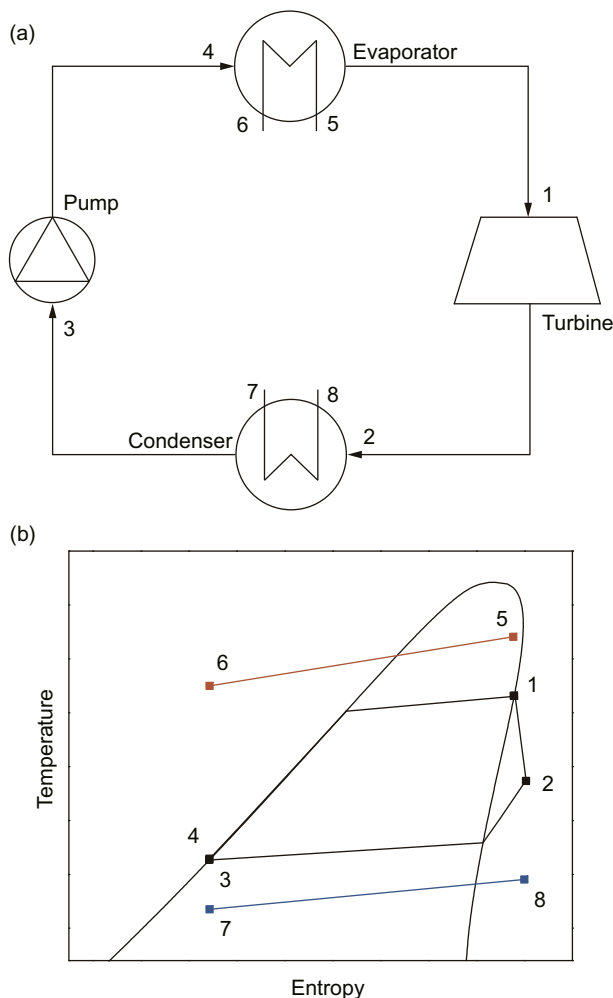 (a)
4
Evaporator
6
5
1
Pump
Turbine
3
7
8
Condenser
2
(b)
5
6
1
Temperature
2
4
3
7
8
Entropy